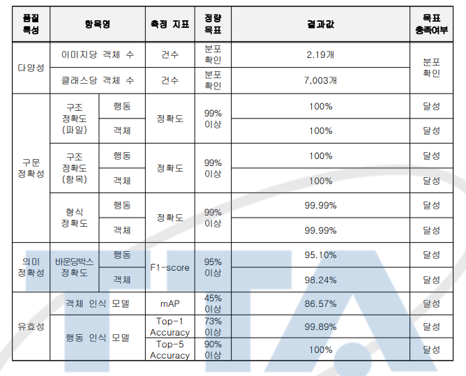 품질 특성 항목명 측정 지표 정량 목표 결과값 목표 충족여부
다양성 이미지당 객체 수 건수 분포 확인 2.19개 분포 확인
클래스당 객체 수 건수 분포 확인 7,003개
구문 정확성 구조 정확도 (파일) 행동 정확도 99% 이상 100% 달성
객체 100% 달성
구조 정확도 (항목) 행동 정확도 99% 이상 100% 달성
객체 100% 달성
형식 정확도 행동 정확도 99% 이상 99.99% 달성
객체 99.99% 달성
의미 정확성 바운딩박스 정확도 행동 F1-score 95% 이상 95.10% 달성
객체 98.24% 달성
유효성 객체 인식 모델 mAP 45% 이상 86.57% 달성
행동 인식 모델 Top-1 Accuracy 73% 이상 99.89% 달성
Top-5 Accuracy 90% 이상 100% 달성
TTA